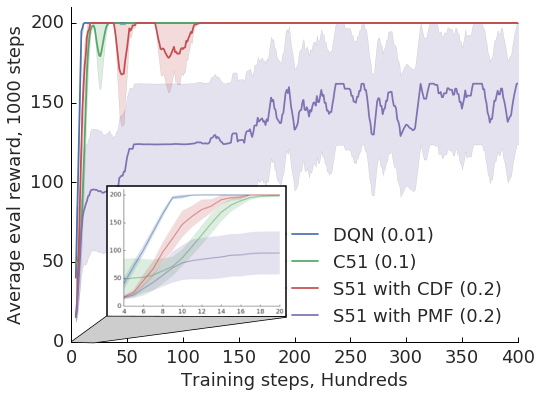 Average eval reward, 1000 steps
200
150
100
50
0
200
150
100
50
0
4 6 8 10 12 14 16 18 20
DQN (0.01)
C51 (0.1)
S51 with CDF (0.2)
S51 with PMF (0.2)
0 50 100 150 200 250 300 350 400
Training steps, Hundreds